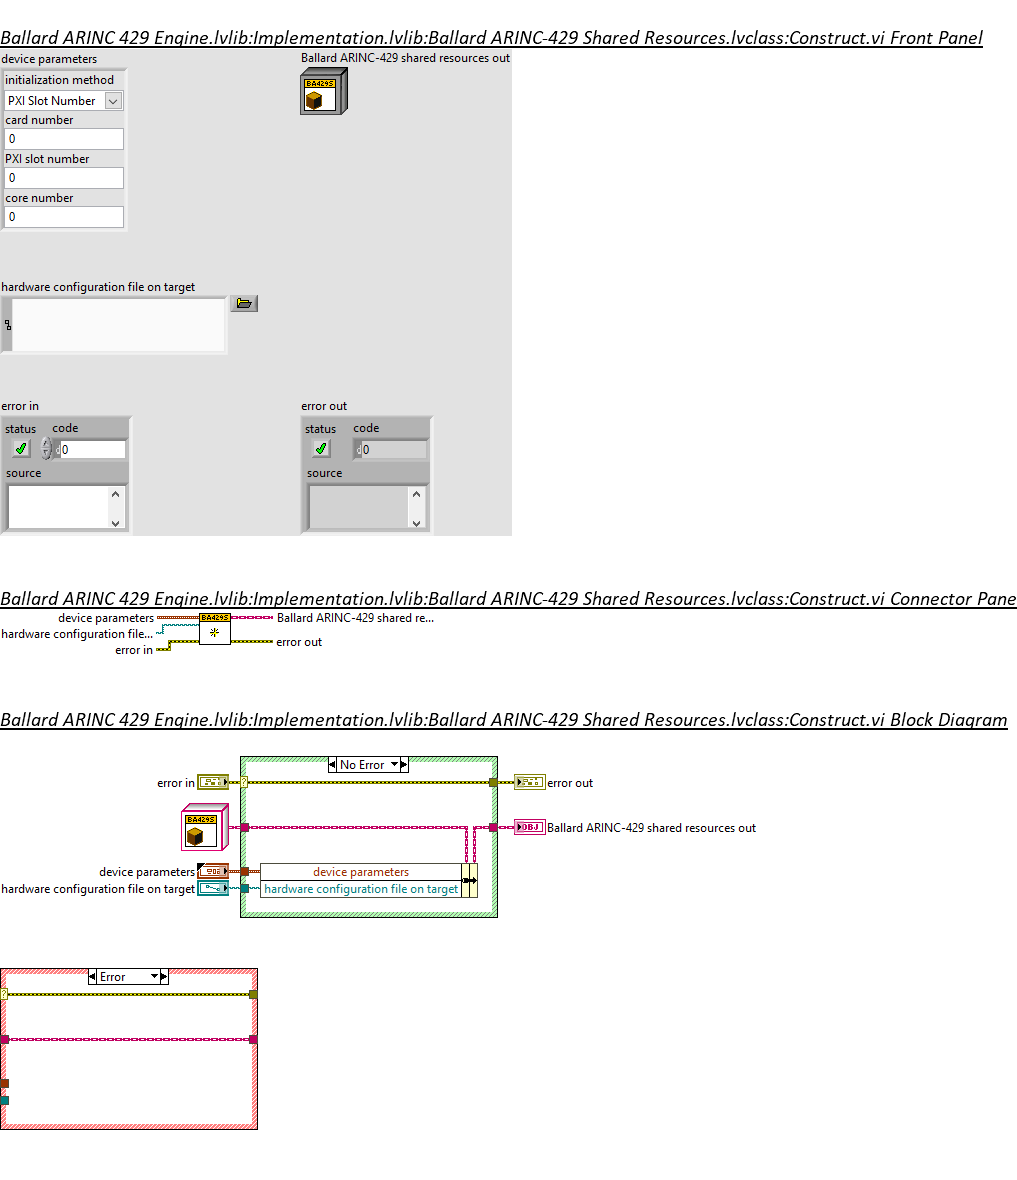 Ballard ARINC 429 Engine.lvlib:Implementation.lvlib:Ballard ARINC-429 Shared Resources.lvclass:Construct.vi Front Panel
device parameters
Ballard ARINC-429 shared resources out
initialization method
BA429S
PXI Slot Number
card number
0
PXI slot number
0
core number
0
hardware configuration file on target
error in
error out
status code
status code
d0
d0
source
source
Ballard ARINC 429 Engine.lvlib:Implementation.lvlib:Ballard ARINC-429 Shared Resources.lvclass:Construct.vi Connector Pane
device parameters
BA429S
Ballard ARINC-429 shared re...
hardware configuration file...
error in
error out
Ballard ARINC 429 Engine.lvlib:Implementation.lvlib:Ballard ARINC-429 Shared Resources.lvclass:Construct.vi Block Diagram
No Error
error in
?
error out
BA429S
OBJ
Ballard ARINC-429 shared resources out
device parameters
device parameters
hardware configuration file on target
hardware configuration file on target
Error
?